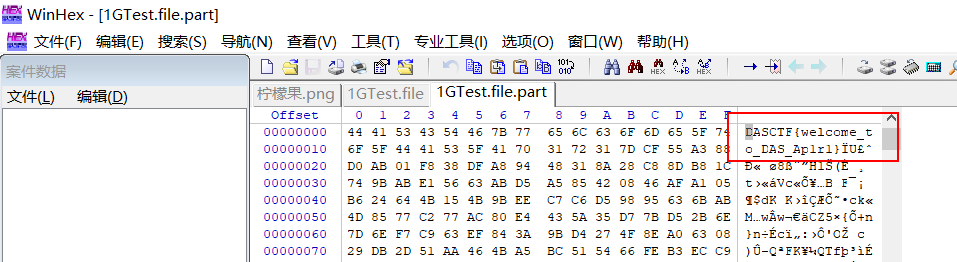 WinHex - [1GTest.file.part]
文件(F) 编辑(E) 搜索(S) 导航(N) 查看(V) 工具(T) 专业工具(I) 选项(O) 窗口(W) 帮助(H)
案件数据
文件(L) 编辑(D)
柠檬果.png 1GTest.file 1GTest.file.part
Offset 0 1 2 3 4 5 6 7 8 9 A B C D E F
00000000 44 41 53 43 54 46 7B 77 65 6C 63 6F 6D 65 5F 74 DASCTF{welcome_t
00000010 6F 5F 44 41 53 5F 41 70 31 72 31 7D CF 55 A3 88 o_DAS_Ap1r1}ÏU£ˆ
00000020 D0 AB 01 F8 38 DF A8 94 48 31 8A 28 C8 8D B8 1C Ы ø8ߨ”H1Š(È ¸
00000030 74 9B AB E1 56 63 AB D5 A5 85 42 08 46 AF A1 05 t›«áVc«Õ¥…B F¯¡
00000040 B6 24 64 4B 15 4B 9B EE C7 C6 D5 98 95 63 6B AB ¶$dK K›îÇÆÕ˜•ck«
00000050 4D 85 77 C2 77 AC 80 E4 43 5A 35 D7 7B D5 2B 6E M…wÂw¬€äCZ5×{Õ+n
00000060 7D 6E F7 C9 63 EF 84 3A 9B D4 27 4F 8E A0 63 08 }n÷Écï„:›Ô'OŽ c
00000070 29 DB 2D 51 AA 46 4B A5 BC 51 54 66 FE B3 EC C9 )Û-QªFK¥¼QTfþ³ìÉ